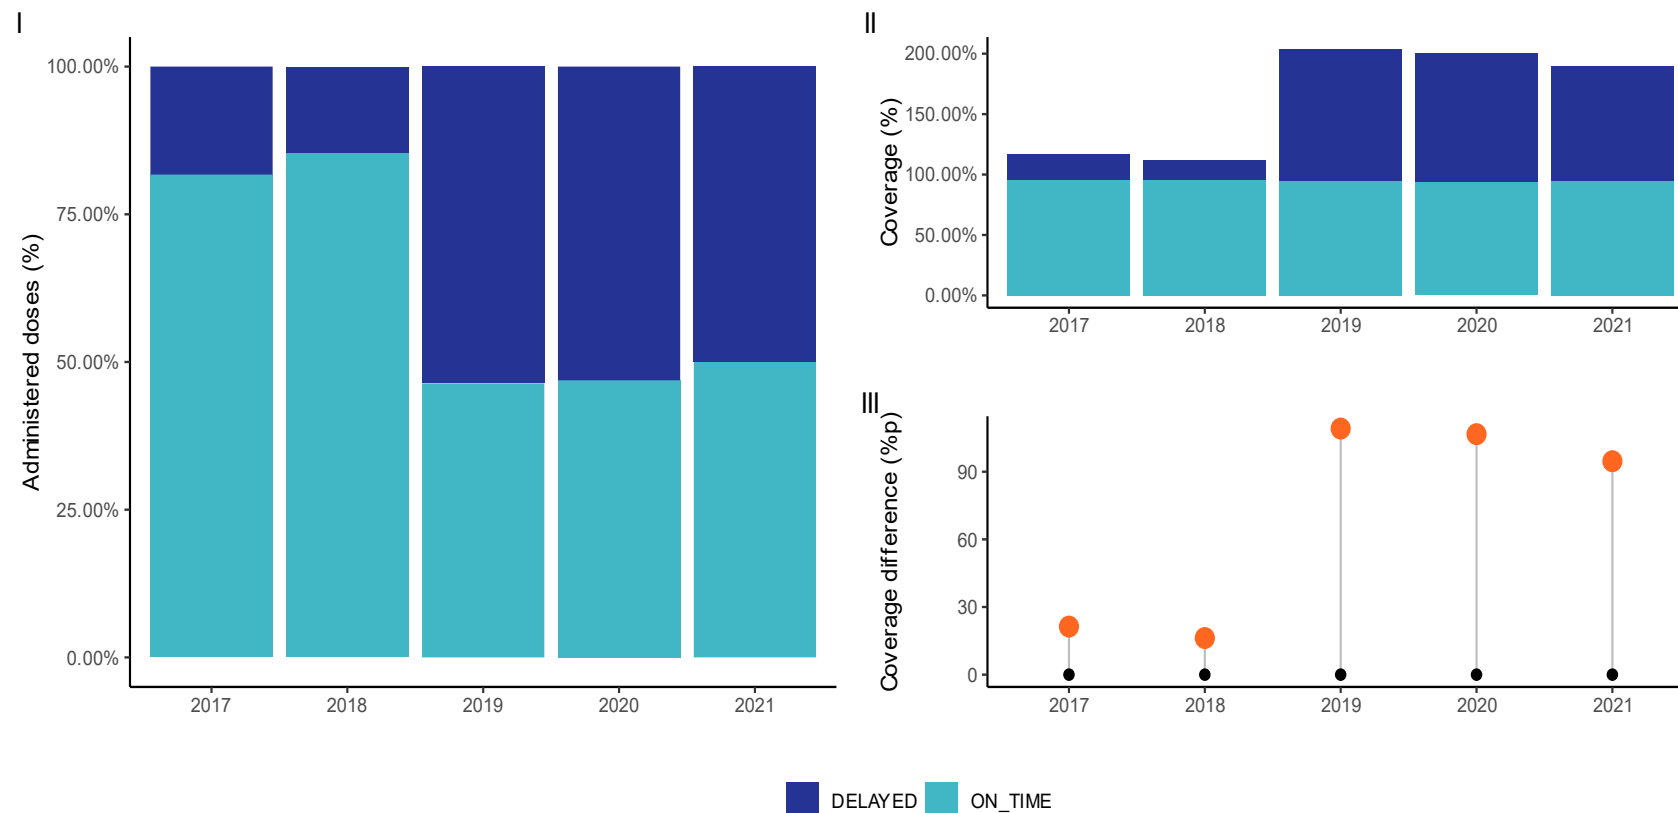 I
Administered doses (%)
100.00%
75.00%
50.00%
25.00%
0.00%
2017 2018 2019 2020 2021
II
Coverage (%)
200.00%
150.00%
100.00%
50.00%
0.00%
2017 2018 2019 2020 2021
III
Coverage difference (%p)
90
60
30
0
2017 2018 2019 2020 2021
DELAYED ON_TIME